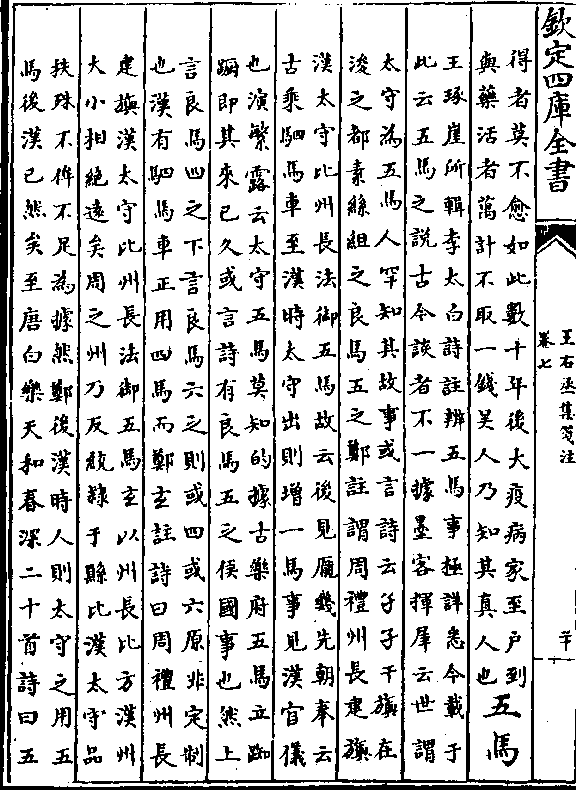 欽定四庫全書
王右丞集箋注
卷七
二十
得者莫不愈如此數十年後大疫病家至戸到
與藥活者萬計不取一錢吴人乃知其真人也
五馬
王琢崖所輯李太白詩註辨五馬事極詳悉今載于
此云五馬之説古今談者不一據墨客揮犀云世謂
太守為五馬人罕知其故事或言詩云孑孑干旟在
浚之都素絲組之良馬五之鄭註謂周禮州長建旟
漢太守比州長法御五馬故云後見龎幾先朝奉云
古乘駟馬車至漢時太守出則增一馬事見漢官儀
也演繁露云太守五馬莫知的據古樂府五馬立踟
蹰即其來已久或言詩有良馬五之侯國事也然上
言良馬四之下言良馬六之則或四或六原非定制
也漢有駟馬車正用四馬而鄭玄註詩曰周禮州長
建旟漢太守比州長法御五馬玄以州長比方漢州
大小相絶遠矣周之州乃反統隸于縣比漢太守品
秩殊不侔不足為據然鄭後漢時人則太守之用五
馬後漢已然矣至唐白樂天和春深二十首詩曰五